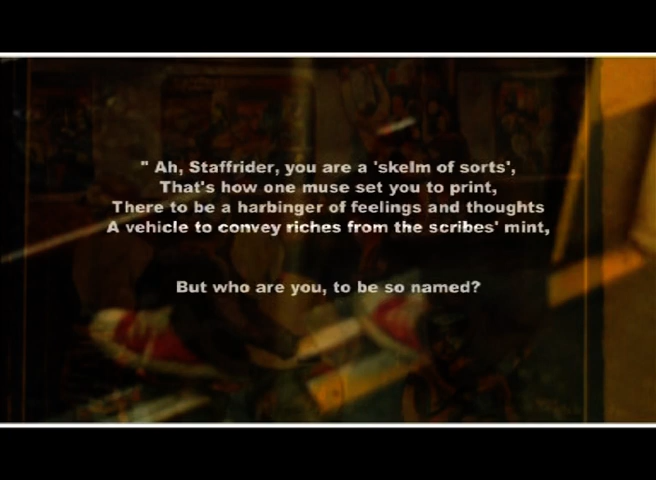 " Ah, Staffrider, you are a 'skelm of sorts',
That's how one muse set you to print,
There to be a harbinger of feelings and thoughts
A vehicle to convey riches from the scribes' mint,
But who are you, to be so named?